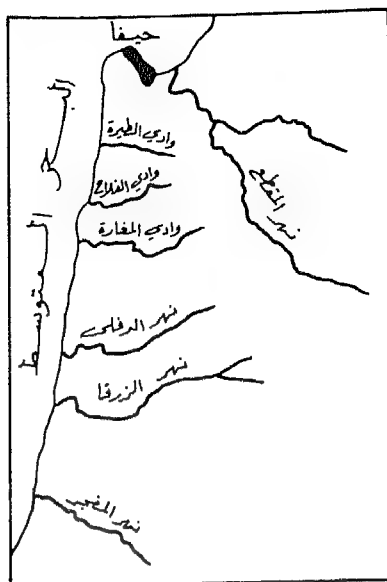 حيفا
البحر المتوسط
وادي الطيرة
وادي الفلاح
وادي المغارة
نهر المقطع
نهر الدفلى
نهر الزرقا
نهر المفجر